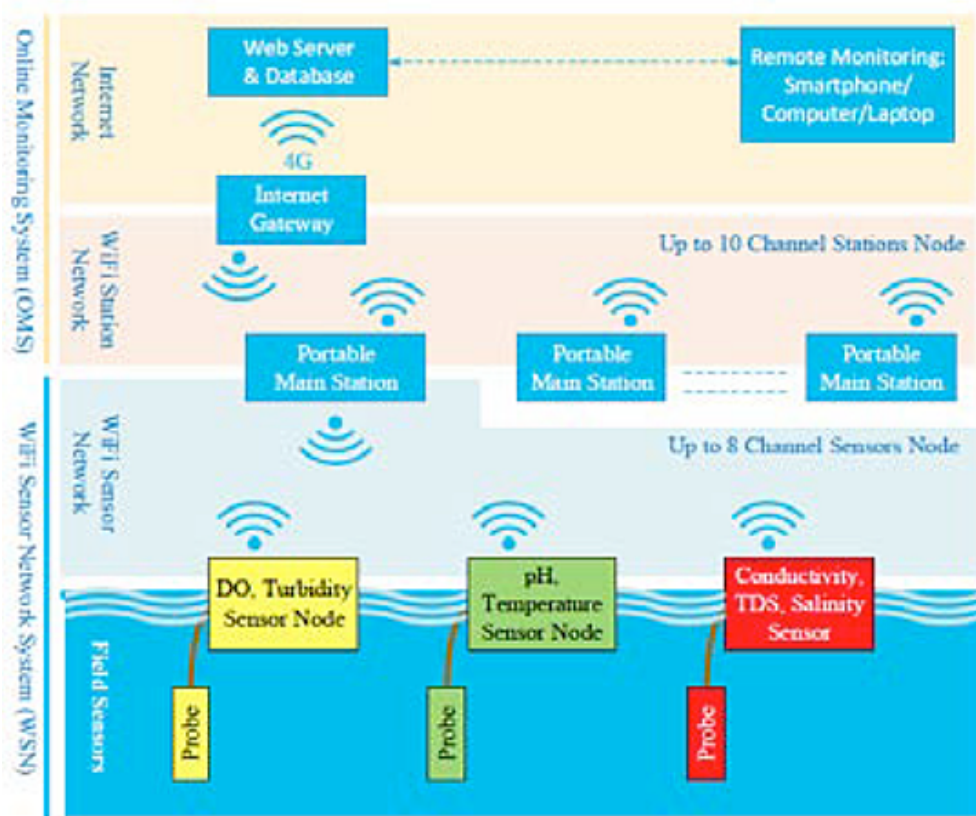 Online Monitoring System (OMS)
Internet
Network
Web Server
& Database
Remote Monitoring:
Smartphone/
Computer/Laptop
4G
Internet
Gateway
WiFi Station
Network
Up to 10 Channel Stations Node
Portable
Main Station
Portable
Main Station
Portable
Main Station
WiFi Sensor Network System (WSN)
WiFi Sensor
Network
Up to 8 Channel Sensors Node
DO, Turbidity
Sensor Node
pH,
Temperature
Sensor Node
Conductivity,
TDS, Salinity
Sensor
Field Sensors
Probe
Probe
Probe